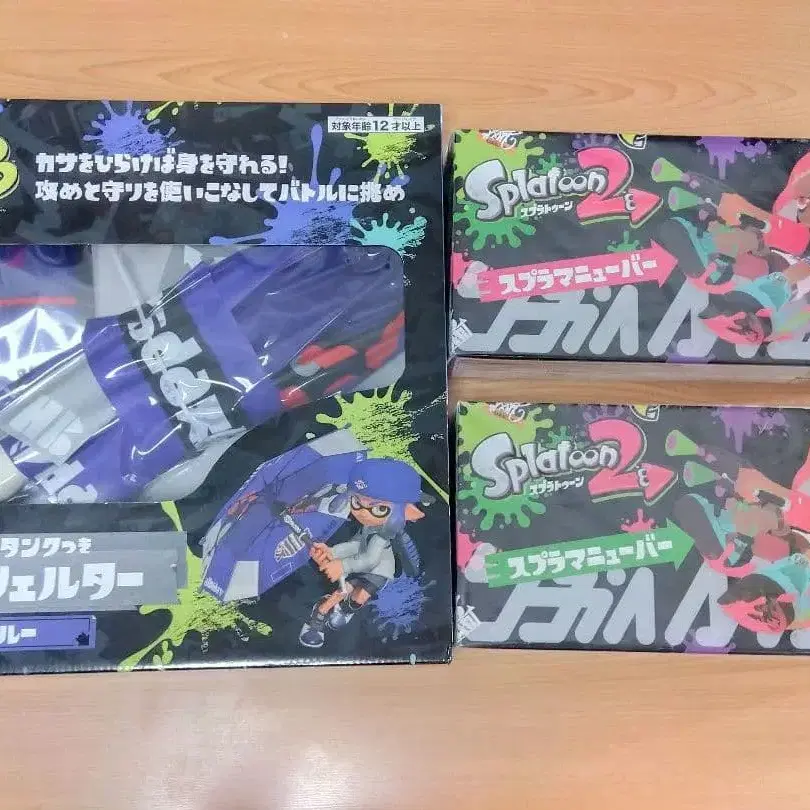 3
対象年齢12才以上
カサをひらけば身を守れる!
攻めと守りを使いこなしてバトルに挑め
タンクつき
シェルター
ルー
Splatoon 2
スプラトゥーン
スプラマニューバー
Splatoon 2
スプラトゥーン
スプラマニューバー